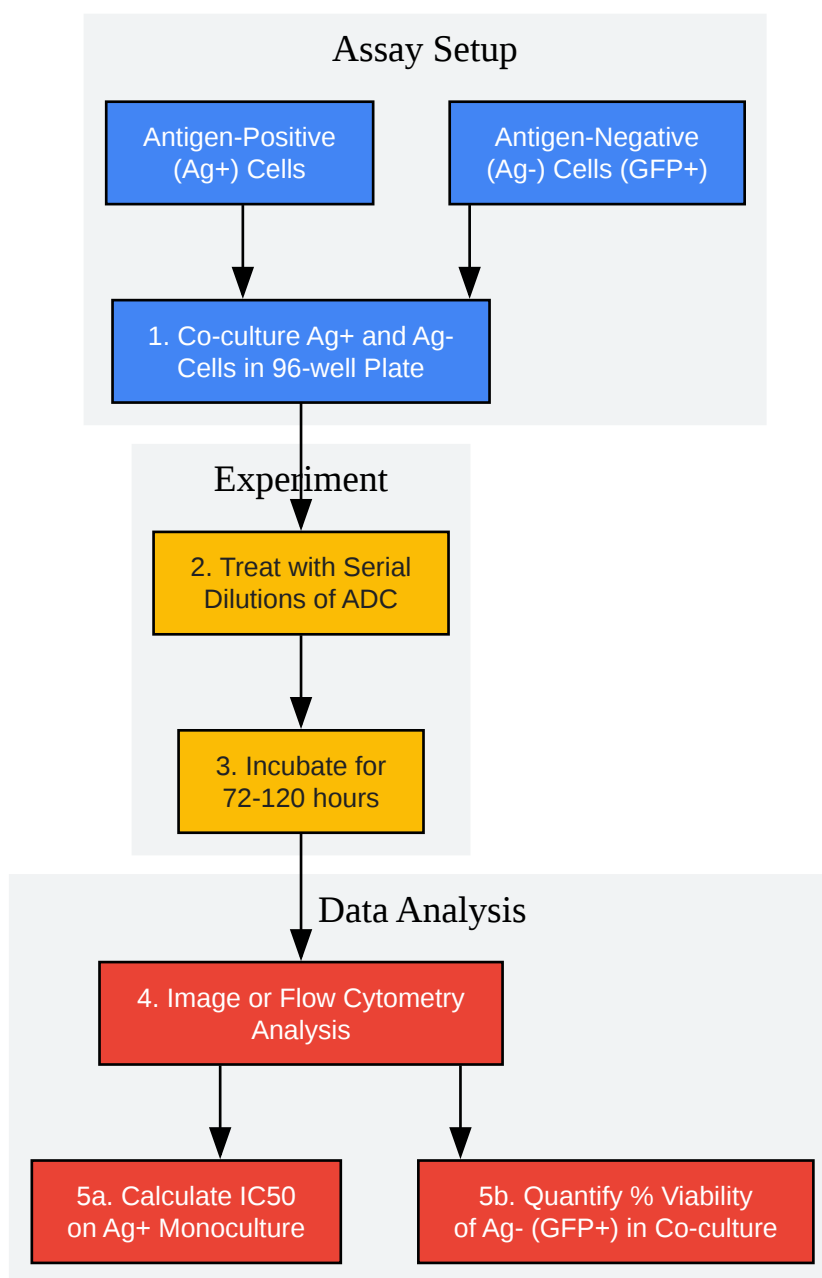 Assay Setup
Antigen-Positive
(Ag+) Cells
Antigen-Negative
(Ag-) Cells (GFP+)
1. Co-culture Ag+ and Ag-
Cells in 96-well Plate
Experiment
2. Treat with Serial
Dilutions of ADC
3. Incubate for
72-120 hours
Data Analysis
4. Image or Flow Cytometry
Analysis
5a. Calculate IC50
on Ag+ Monoculture
5b. Quantify % Viability
of Ag- (GFP+) in Co-culture